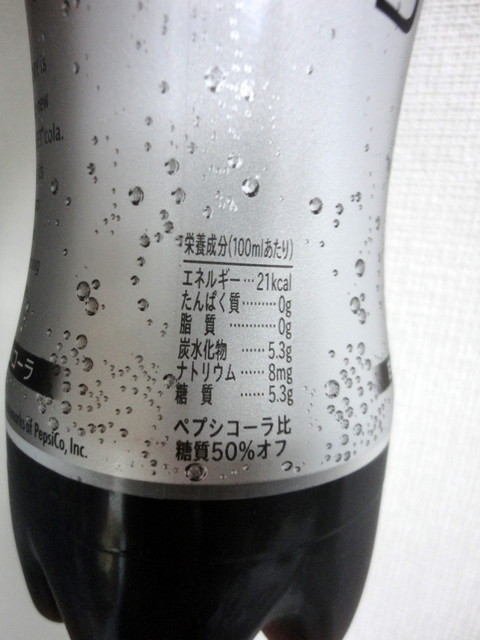 cola.
栄養成分(100mlあたり)
エネルギー…21kcal
たんぱく質………0g
脂 質 …………0g
炭水化物 ……5.3g
ナトリウム……8mg
糖 質 ……5.3g
ペプシコーラ比
糖質50%オフ
コーラ
of PepsiCo, Inc.